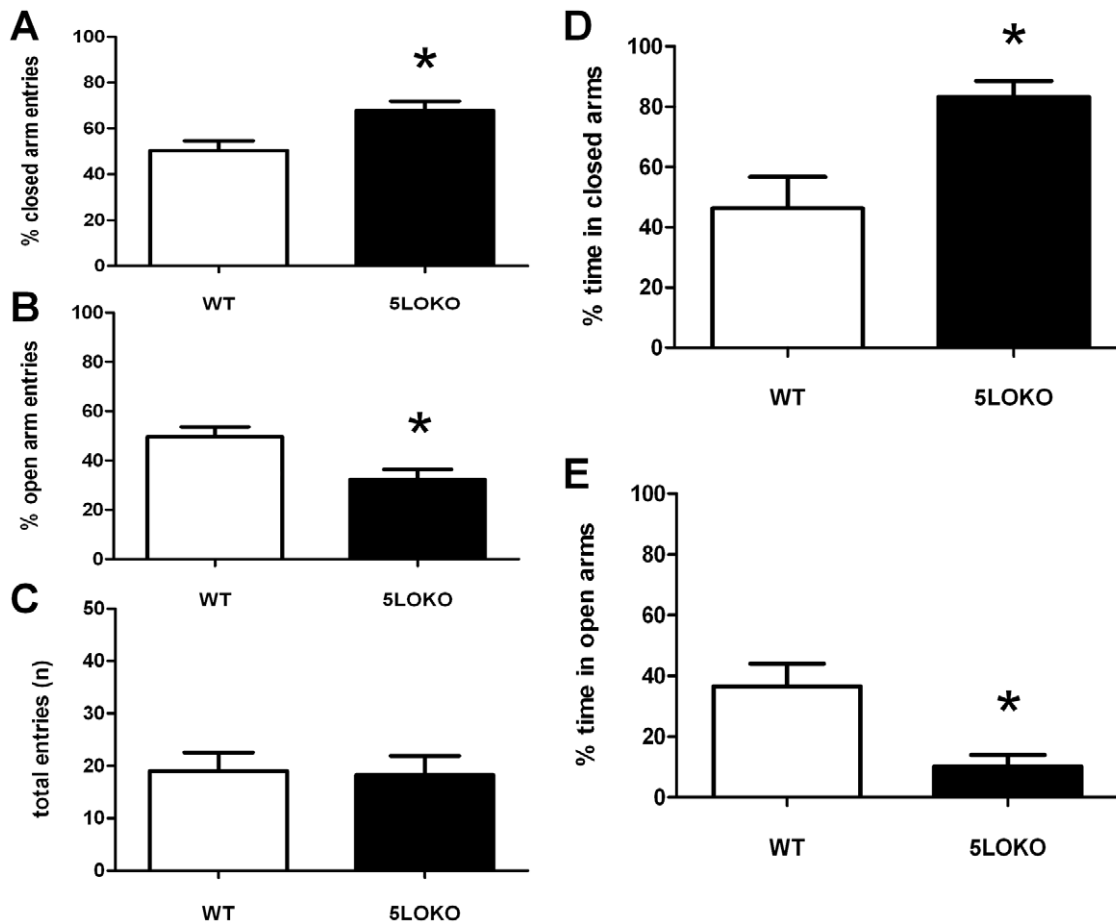 A
% closed arm entries
100
80
60
40
20
0
*
WT 5LOKO
B
% open arm entries
100
80
60
40
20
0
*
WT 5LOKO
C
total entries (n)
50
40
30
20
10
0
WT 5LOKO
D
% time in closed arms
100
80
60
40
20
0
*
WT 5LOKO
E
% time in open arms
100
80
60
40
20
0
*
WT 5LOKO